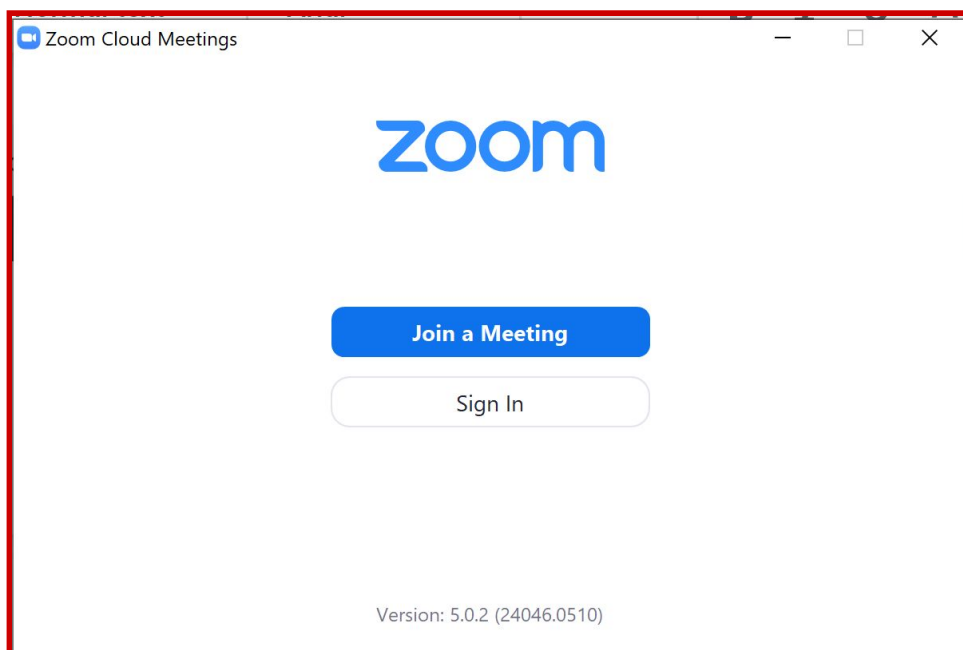 Zoom Cloud Meetings
zoom
Join a Meeting
Sign In
Version: 5.0.2 (24046.0510)